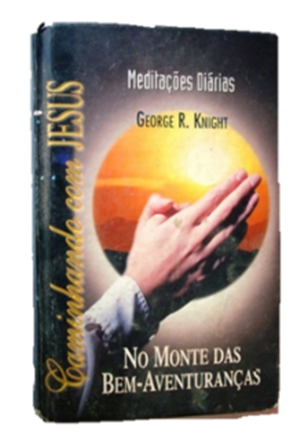 Meditações Diárias
GEORGE R. KNIGHT
Caminhando com JESUS
NO MONTE DAS
BEM-AVENTURANÇAS